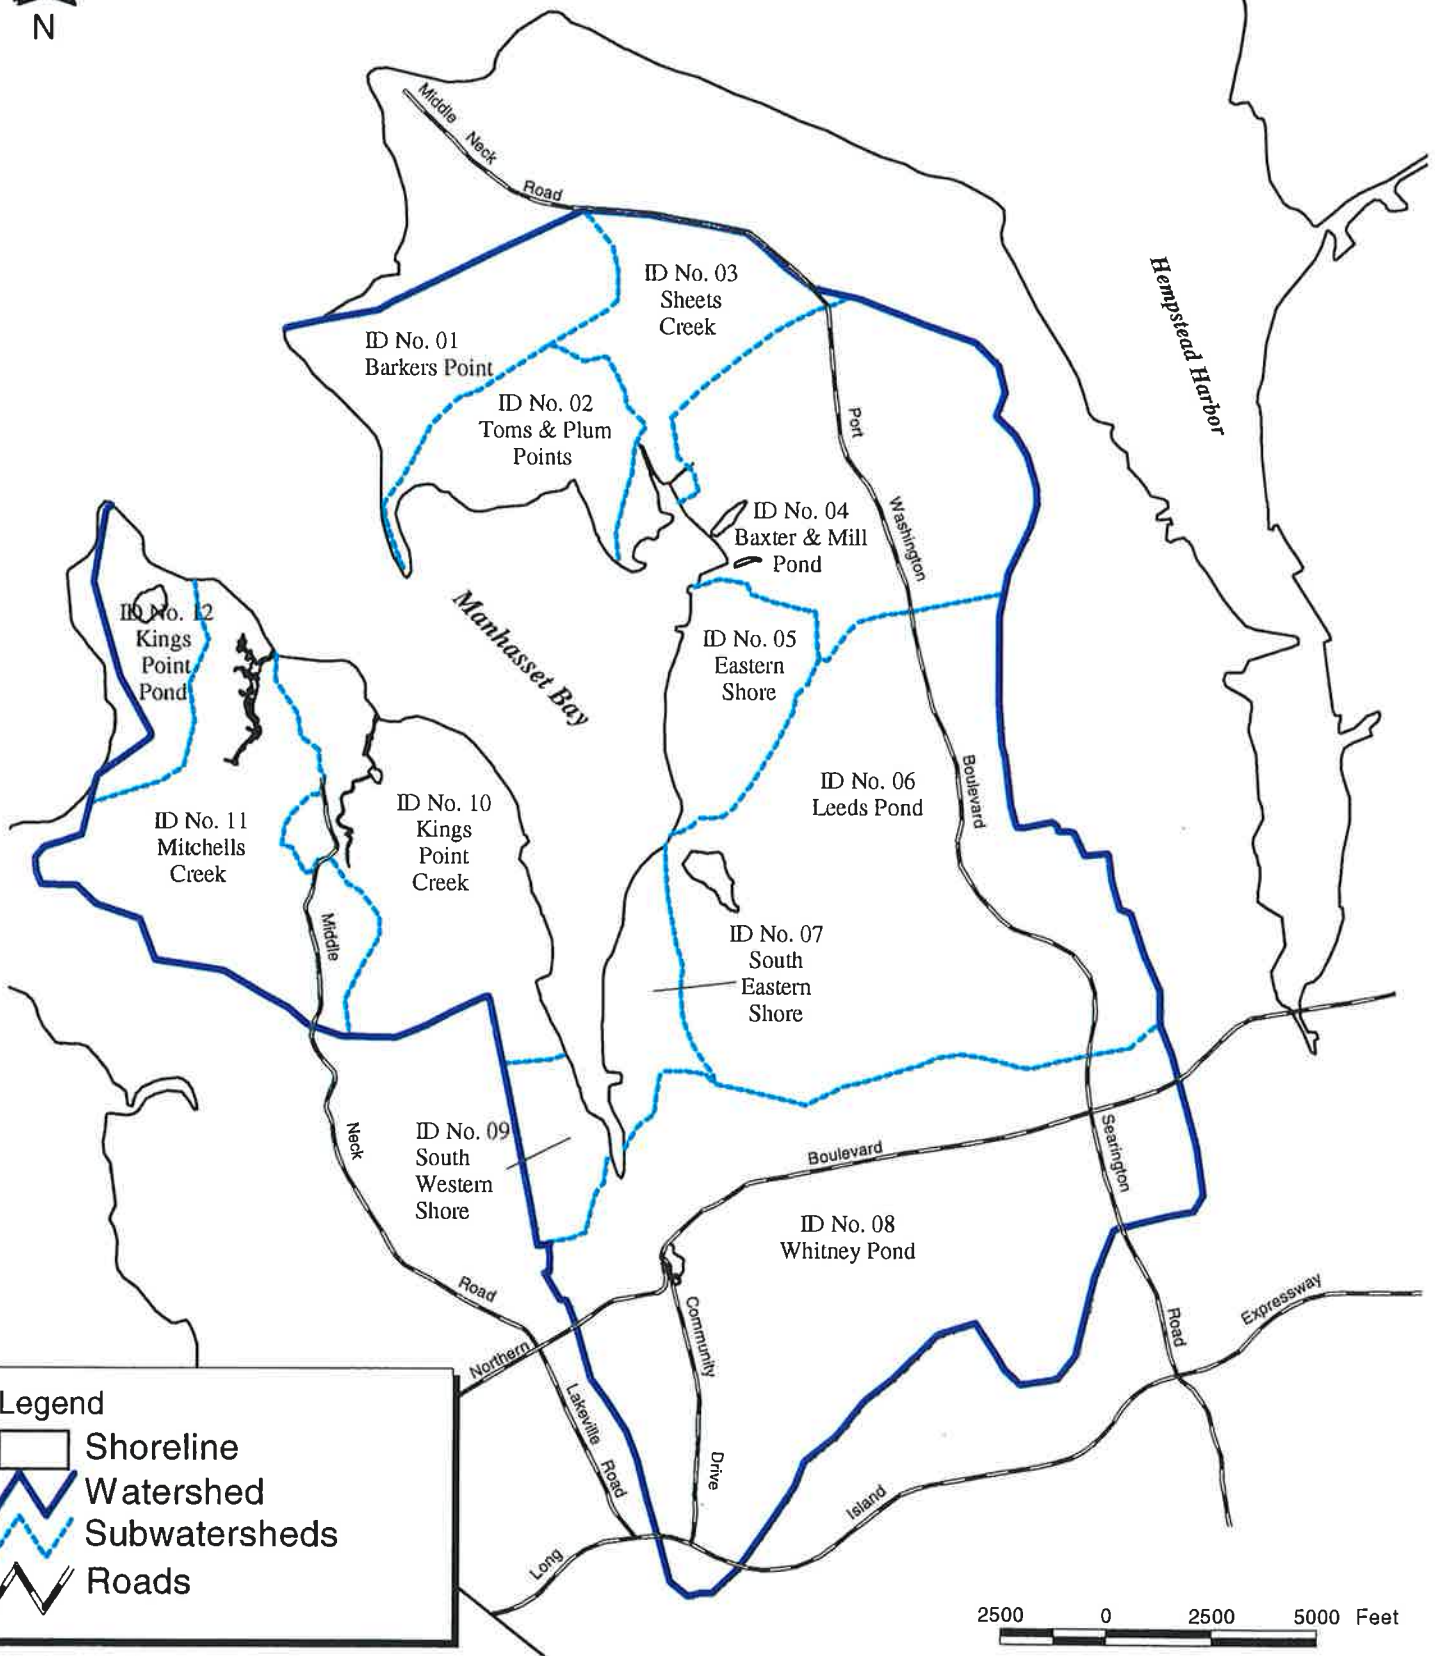 N
Middle
Neck
Road
ID No. 03
Sheets
Creek
Hempstead Harbor
ID No. 01
Barkers Point
ID No. 02
Toms & Plum
Points
Port
Washington
Boulevard
ID No. 04
Baxter & Mill
Pond
Manhasset Bay
ID No. 12
Kings
Point
Pond
ID No. 05
Eastern
Shore
ID No. 06
Leeds Pond
ID No. 10
Kings
Point
Creek
ID No. 11
Mitchells
Creek
Middle
Neck
Road
ID No. 07
South
Eastern
Shore
ID No. 09
South
Western
Shore
Boulevard
Searington
Road
ID No. 08
Whitney Pond
Northern
Community
Drive
Lakeville
Road
Expressway
Island
Long
Legend
Shoreline
Watershed
Subwatersheds
Roads
2500 0 2500 5000 Feet